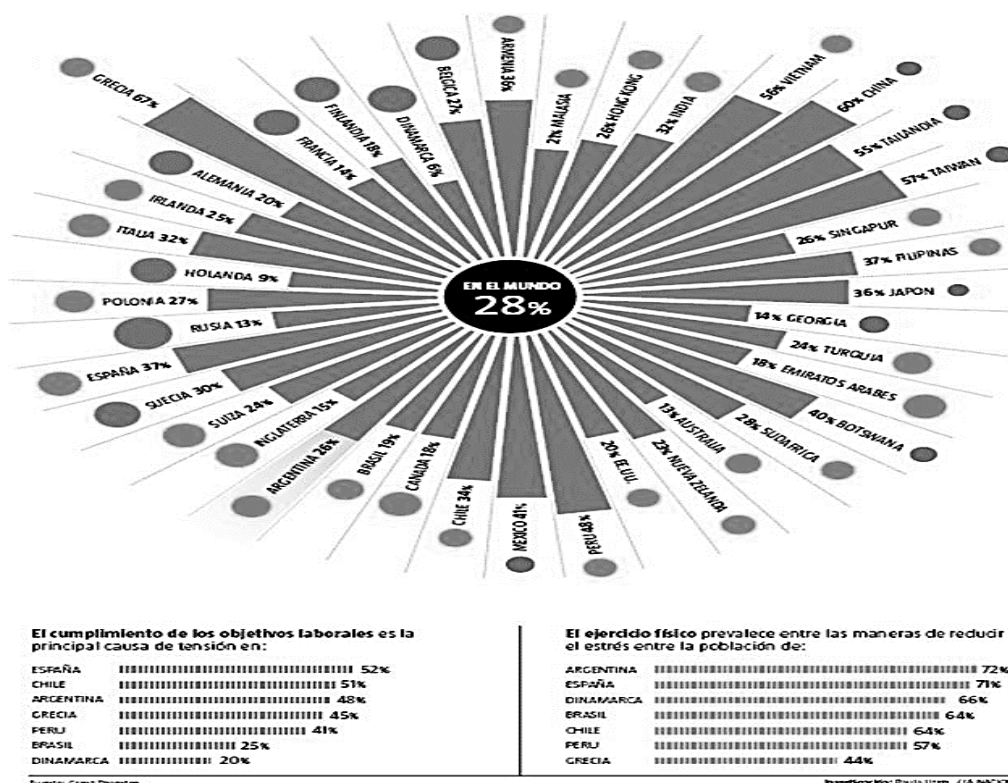 EN EL MUNDO
28%
ARMENIA 36%
21% MALASIA
26% HONG KONG
32% INDIA
56% VIETNAM
60% CHINA
55% TAILANDIA
57% TAIWAN
26% SINGAPUR
37% FILIPINAS
36% JAPON
14% GEORGIA
24% TURQUIA
18% EMIRATOS ARABES
40% BOTSWANA
28% SUDAFRICA
13% AUSTRALIA
23% NUEVA ZELANDA
20% EE.UU.
PERU 48%
MEXICO 41%
CHILE 34%
CANADA 18%
BRASIL 19%
ARGENTINA 26%
INGLATERRA 15%
SUIZA 24%
SUECIA 30%
ESPAÑA 37%
RUSIA 13%
POLONIA 27%
HOLANDA 9%
ITALIA 32%
IRLANDA 25%
ALEMANIA 20%
GRECIA 67%
FRANCIA 14%
FINLANDIA 18%
DINAMARCA 6%
BELGICA 27%
El cumplimiento de los objetivos laborales es la
principal causa de tensión en:
ESPAÑA 52%
CHILE 51%
ARGENTINA 48%
GRECIA 45%
PERU 41%
BRASIL 25%
DINAMARCA 20%
El ejercicio físico prevalece entre las maneras de reducir
el estrés entre la población de:
ARGENTINA 72%
ESPAÑA 71%
DINAMARCA 66%
BRASIL 64%
CHILE 64%
PERU 57%
GRECIA 44%